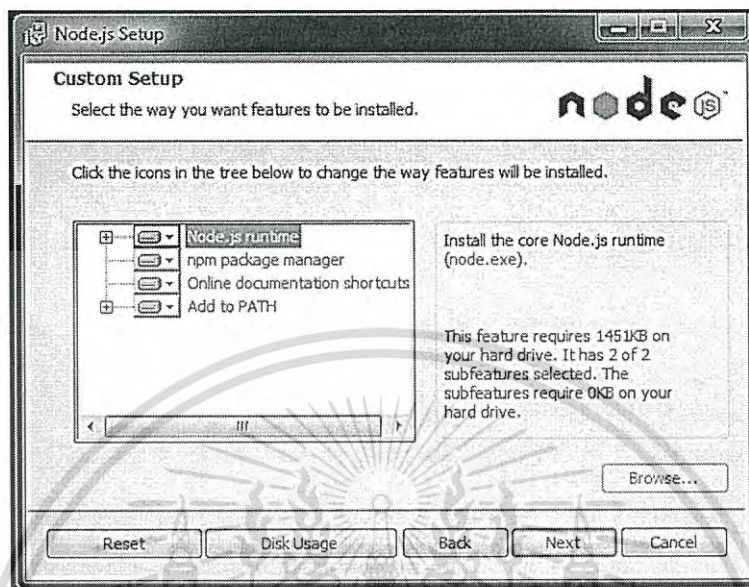 Node.js Setup
Custom Setup
Select the way you want features to be installed.
node JS
Click the icons in the tree below to change the way features will be installed.
Node.js runtime
npm package manager
Online documentation shortcuts
Add to PATH
Install the core Node.js runtime
(node.exe).
This feature requires 1451KB on
your hard drive. It has 2 of 2
subfeatures selected. The
subfeatures require 0KB on your
hard drive.
Browse...
Reset
Disk Usage
Back
Next
Cancel